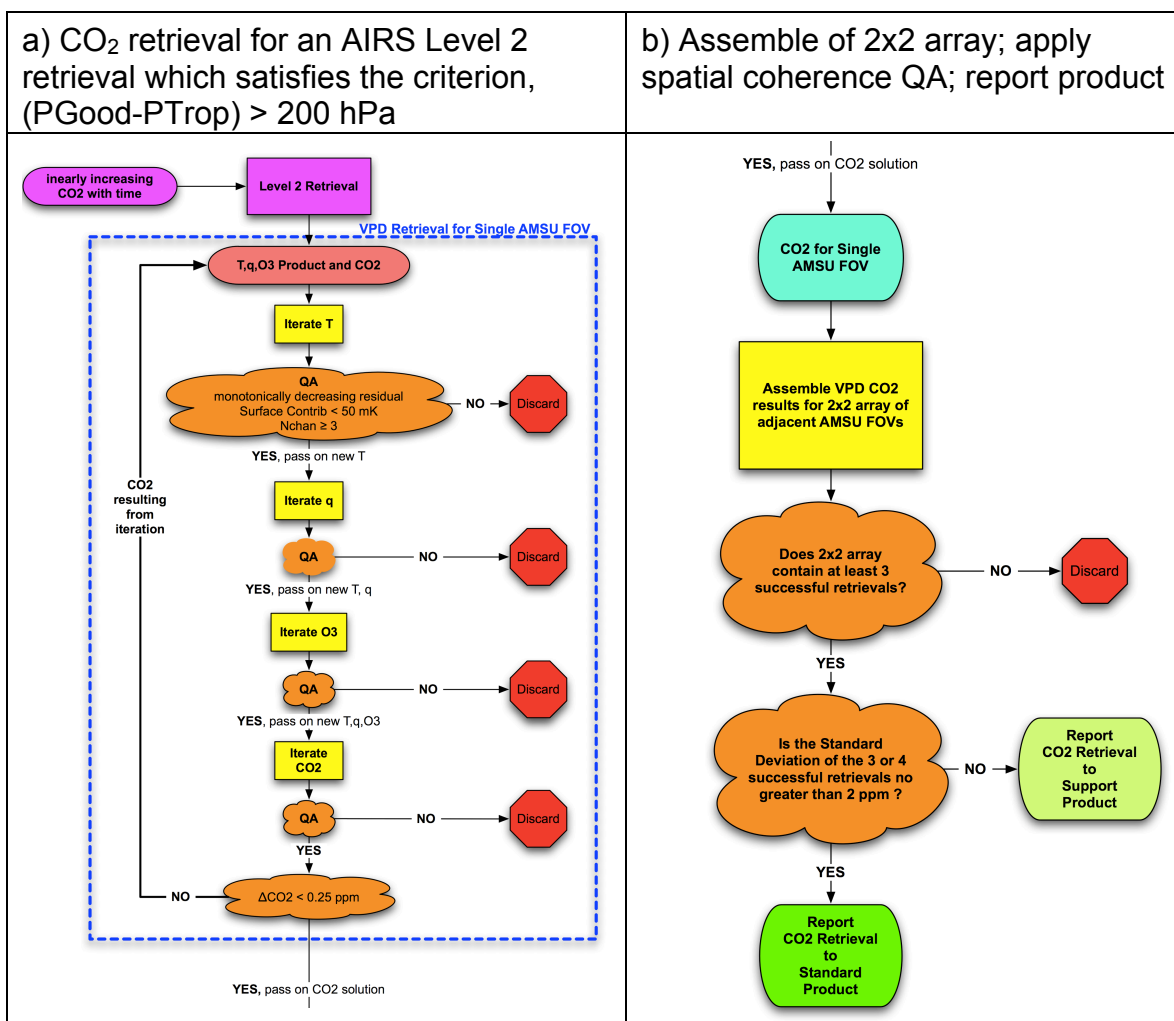 a) CO₂ retrieval for an AIRS Level 2
retrieval which satisfies the criterion,
(PGood-PTrop) > 200 hPa
b) Assemble of 2x2 array; apply
spatial coherence QA; report product
inearly increasing
CO2 with time
Level 2 Retrieval
VPD Retrieval for Single AMSU FOV
T,q,O3 Product and CO2
Iterate T
QA
monotonically decreasing residual
Surface Contrib < 50 mK
Nchan ≥ 3
NO
Discard
YES, pass on new T
CO2
resulting
from
iteration
Iterate q
QA
NO
Discard
YES, pass on new T, q
Iterate O3
QA
NO
Discard
YES, pass on new T,q,O3
Iterate
CO2
QA
NO
Discard
YES
NO
ΔCO2 < 0.25 ppm
YES, pass on CO2 solution
YES, pass on CO2 solution
CO2 for Single
AMSU FOV
Assemble VPD CO2
results for 2x2 array of
adjacent AMSU FOVs
Does 2x2 array
contain at least 3
successful retrievals?
NO
Discard
YES
Is the Standard
Deviation of the 3 or 4
successful retrievals no
greater than 2 ppm ?
NO
Report
CO2 Retrieval
to
Support
Product
YES
Report
CO2 Retrieval
to
Standard
Product